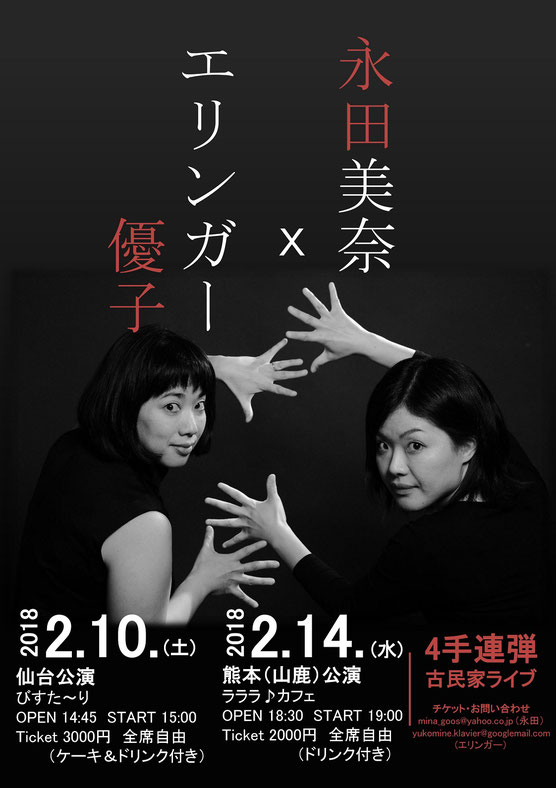 永田美奈
x
エリンガー
優子
2018 2.10.(土)
仙台公演
びすた～り
OPEN 14:45 START 15:00
Ticket 3000円 全席自由
(ケーキ&ドリンク付き)
2018 2.14.(水)
熊本(山鹿)公演
ラララ♪カフェ
OPEN 18:30 START 19:00
Ticket 2000円 全席自由
(ドリンク付き)
4手連弾
古民家ライブ
チケット・お問い合わせ
mina_goos@yahoo.co.jp(永田)
yukomine.klavier@googlemail.com
(エリンガー)